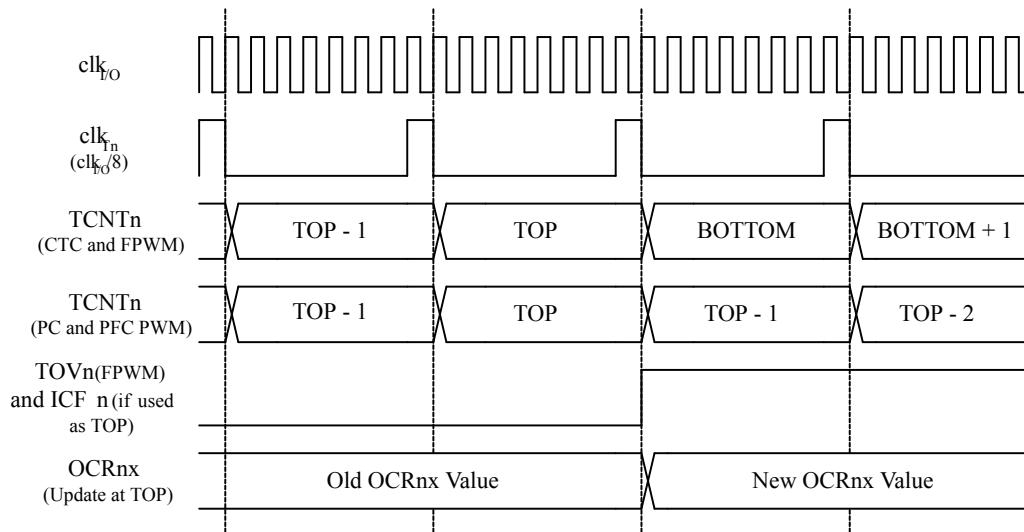 clkI/O
clkTn
(clkI/O/8)
TCNTn
(CTC and FPWM)
TOP - 1
TOP
BOTTOM
BOTTOM + 1
TCNTn
(PC and PFC PWM)
TOP - 1
TOP
TOP - 1
TOP - 2
TOVn(FPWM)
and ICF n(if used
as TOP)
OCRnx
(Update at TOP)
Old OCRnx Value
New OCRnx Value